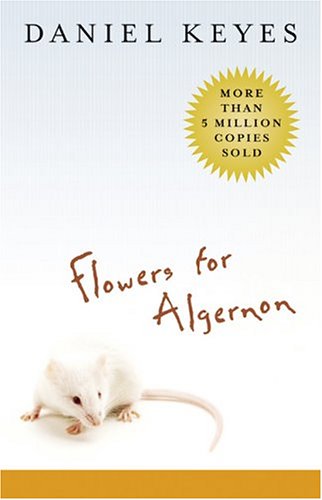 DANIEL KEYES
MORE
THAN
5 MILLION
COPIES
SOLD
Flowers for
Algernon